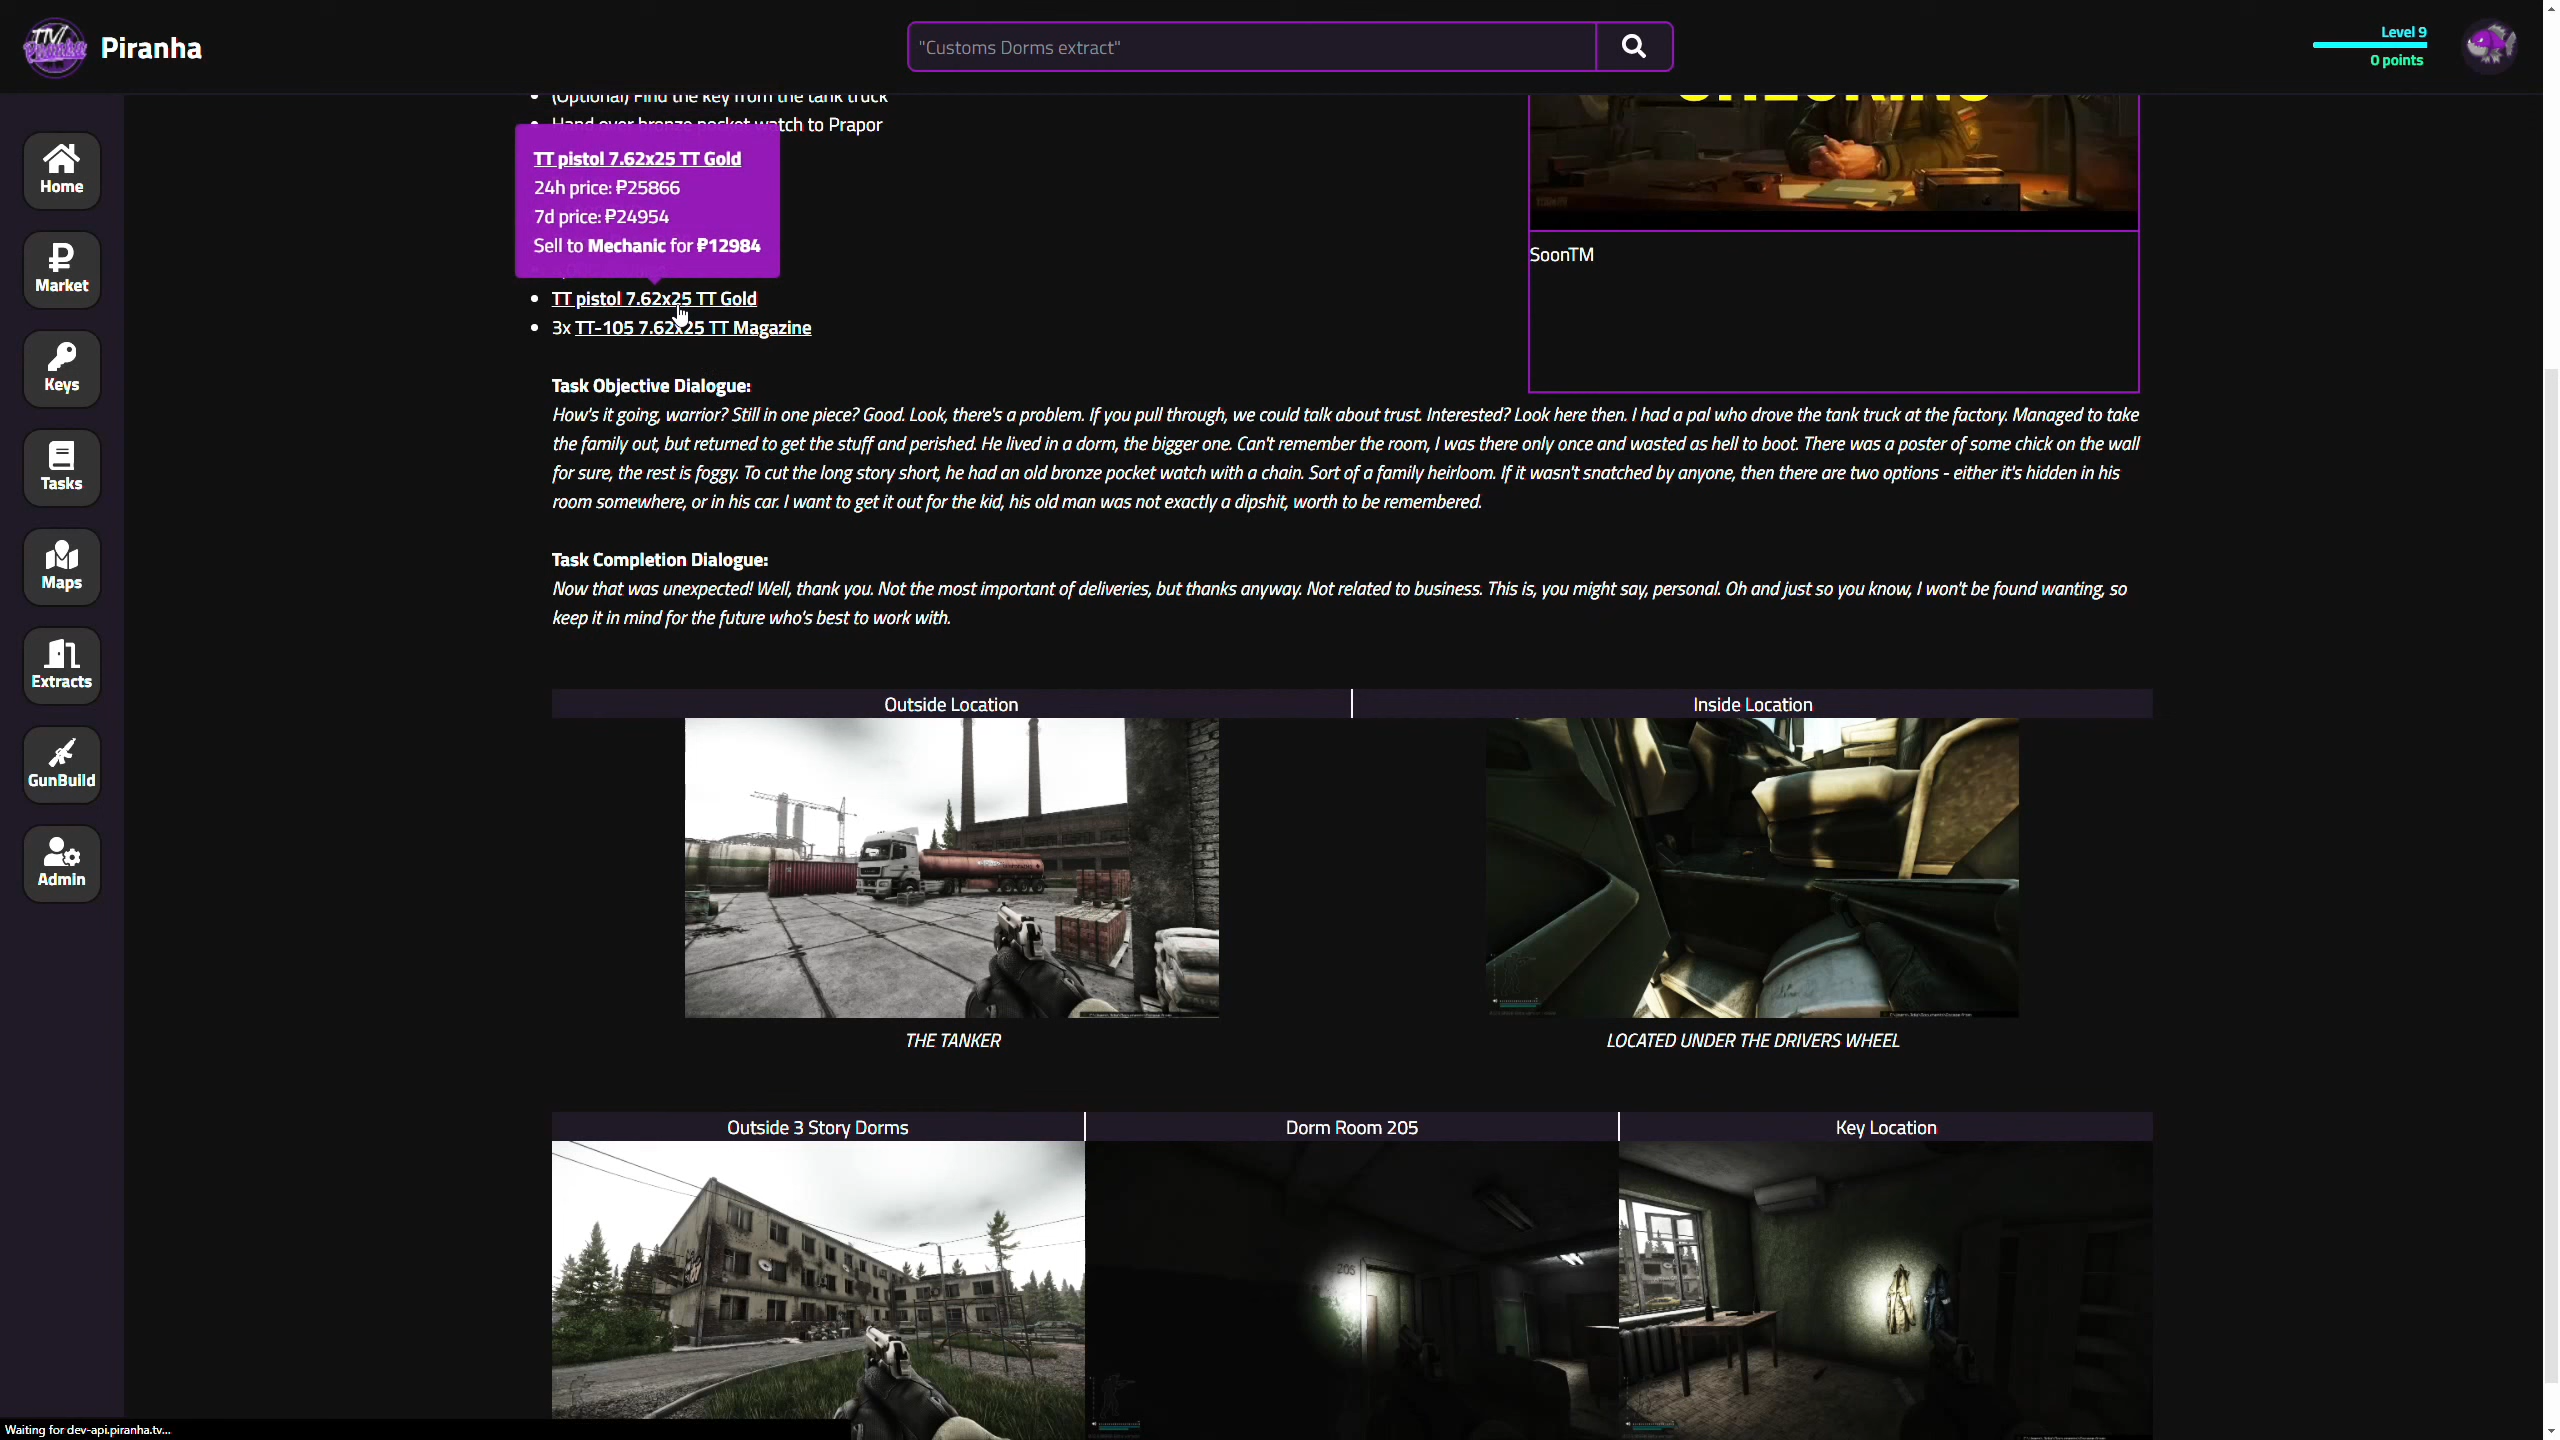 Piranha
"Customs Dorms extract"
Level 9
0 points
Home
Market
Keys
Tasks
Maps
Extracts
GunBuild
Admin
(Optional) Find the key from the tank truck
Hand over bronze pocket watch to Prapor
TT pistol 7.62x25 TT Gold
24h price: ₽25866
7d price: ₽24954
Sell to Mechanic for ₽12984
TT pistol 7.62x25 TT Gold
3x TT-105 7.62x25 TT Magazine
SoonTM
Task Objective Dialogue:
How's it going, warrior? Still in one piece? Good. Look, there's a problem. If you pull through, we could talk about trust. Interested? Look here then. I had a pal who drove the tank truck at the factory. Managed to take
the family out, but returned to get the stuff and perished. He lived in a dorm, the bigger one. Can't remember the room, I was there only once and wasted as hell to boot. There was a poster of some chick on the wall
for sure, the rest is foggy. To cut the long story short, he had an old bronze pocket watch with a chain. Sort of a family heirloom. If it wasn't snatched by anyone, then there are two options - either it's hidden in his
room somewhere, or in his car. I want to get it out for the kid, his old man was not exactly a dipshit, worth to be remembered.
Task Completion Dialogue:
Now that was unexpected! Well, thank you. Not the most important of deliveries, but thanks anyway. Not related to business. This is, you might say, personal. Oh and just so you know, I won't be found wanting, so
keep it in mind for the future who's best to work with.
Outside Location
Inside Location
THE TANKER
LOCATED UNDER THE DRIVERS WHEEL
Outside 3 Story Dorms
Dorm Room 205
Key Location
205
Waiting for dev-api.piranha.tv...